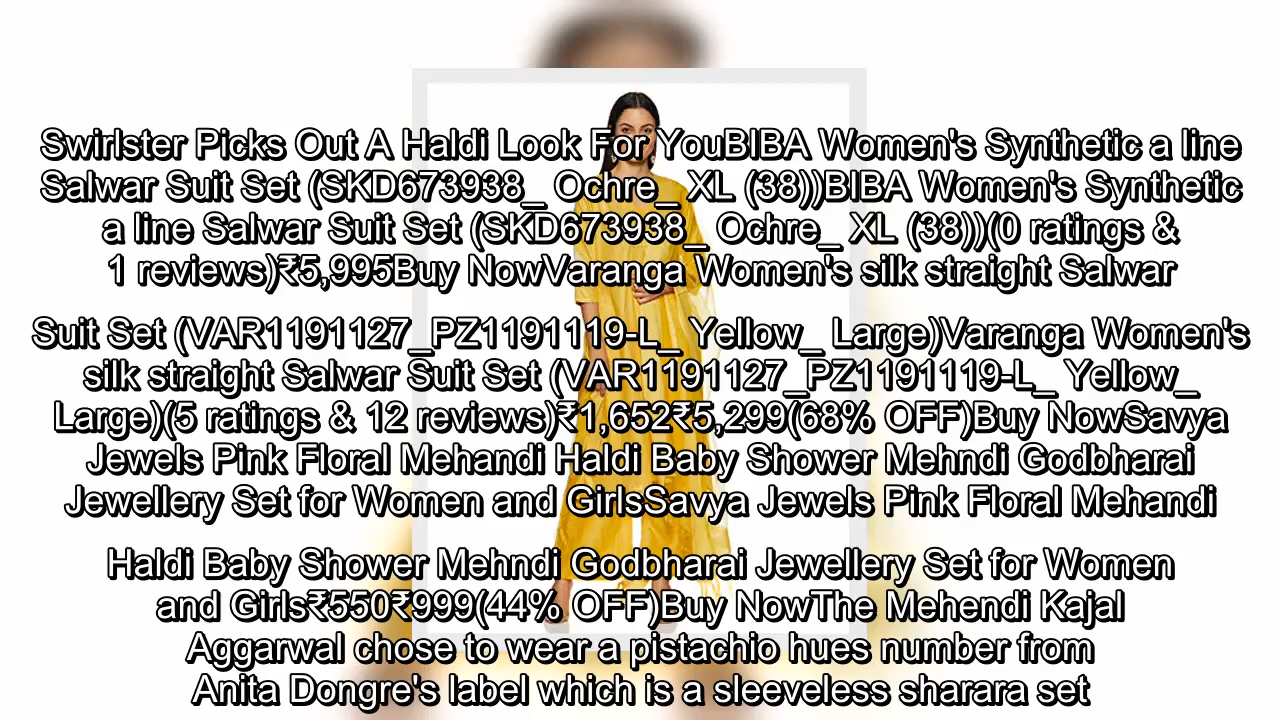 Swirlster Picks Out A Haldi Look For YouBIBA Women's Synthetic a line
Salwar Suit Set (SKD673938_ Ochre_ XL (38))BIBA Women's Synthetic
a line Salwar Suit Set (SKD673938_ Ochre_ XL (38))(0 ratings &
1 reviews)₹5,995Buy NowVaranga Women's silk straight Salwar
Suit Set (VAR1191127_PZ1191119-L_ Yellow_ Large)Varanga Women's
silk straight Salwar Suit Set (VAR1191127_PZ1191119-L_ Yellow_
Large)(5 ratings & 12 reviews)₹1,652₹5,299(68% OFF)Buy NowSavya
Jewels Pink Floral Mehandi Haldi Baby Shower Mehndi Godbharai
Jewellery Set for Women and GirlsSavya Jewels Pink Floral Mehandi
Haldi Baby Shower Mehndi Godbharai Jewellery Set for Women
and Girls₹550₹999(44% OFF)Buy NowThe Mehendi Kajal
Aggarwal chose to wear a pistachio hues number from
Anita Dongre's label which is a sleeveless sharara set